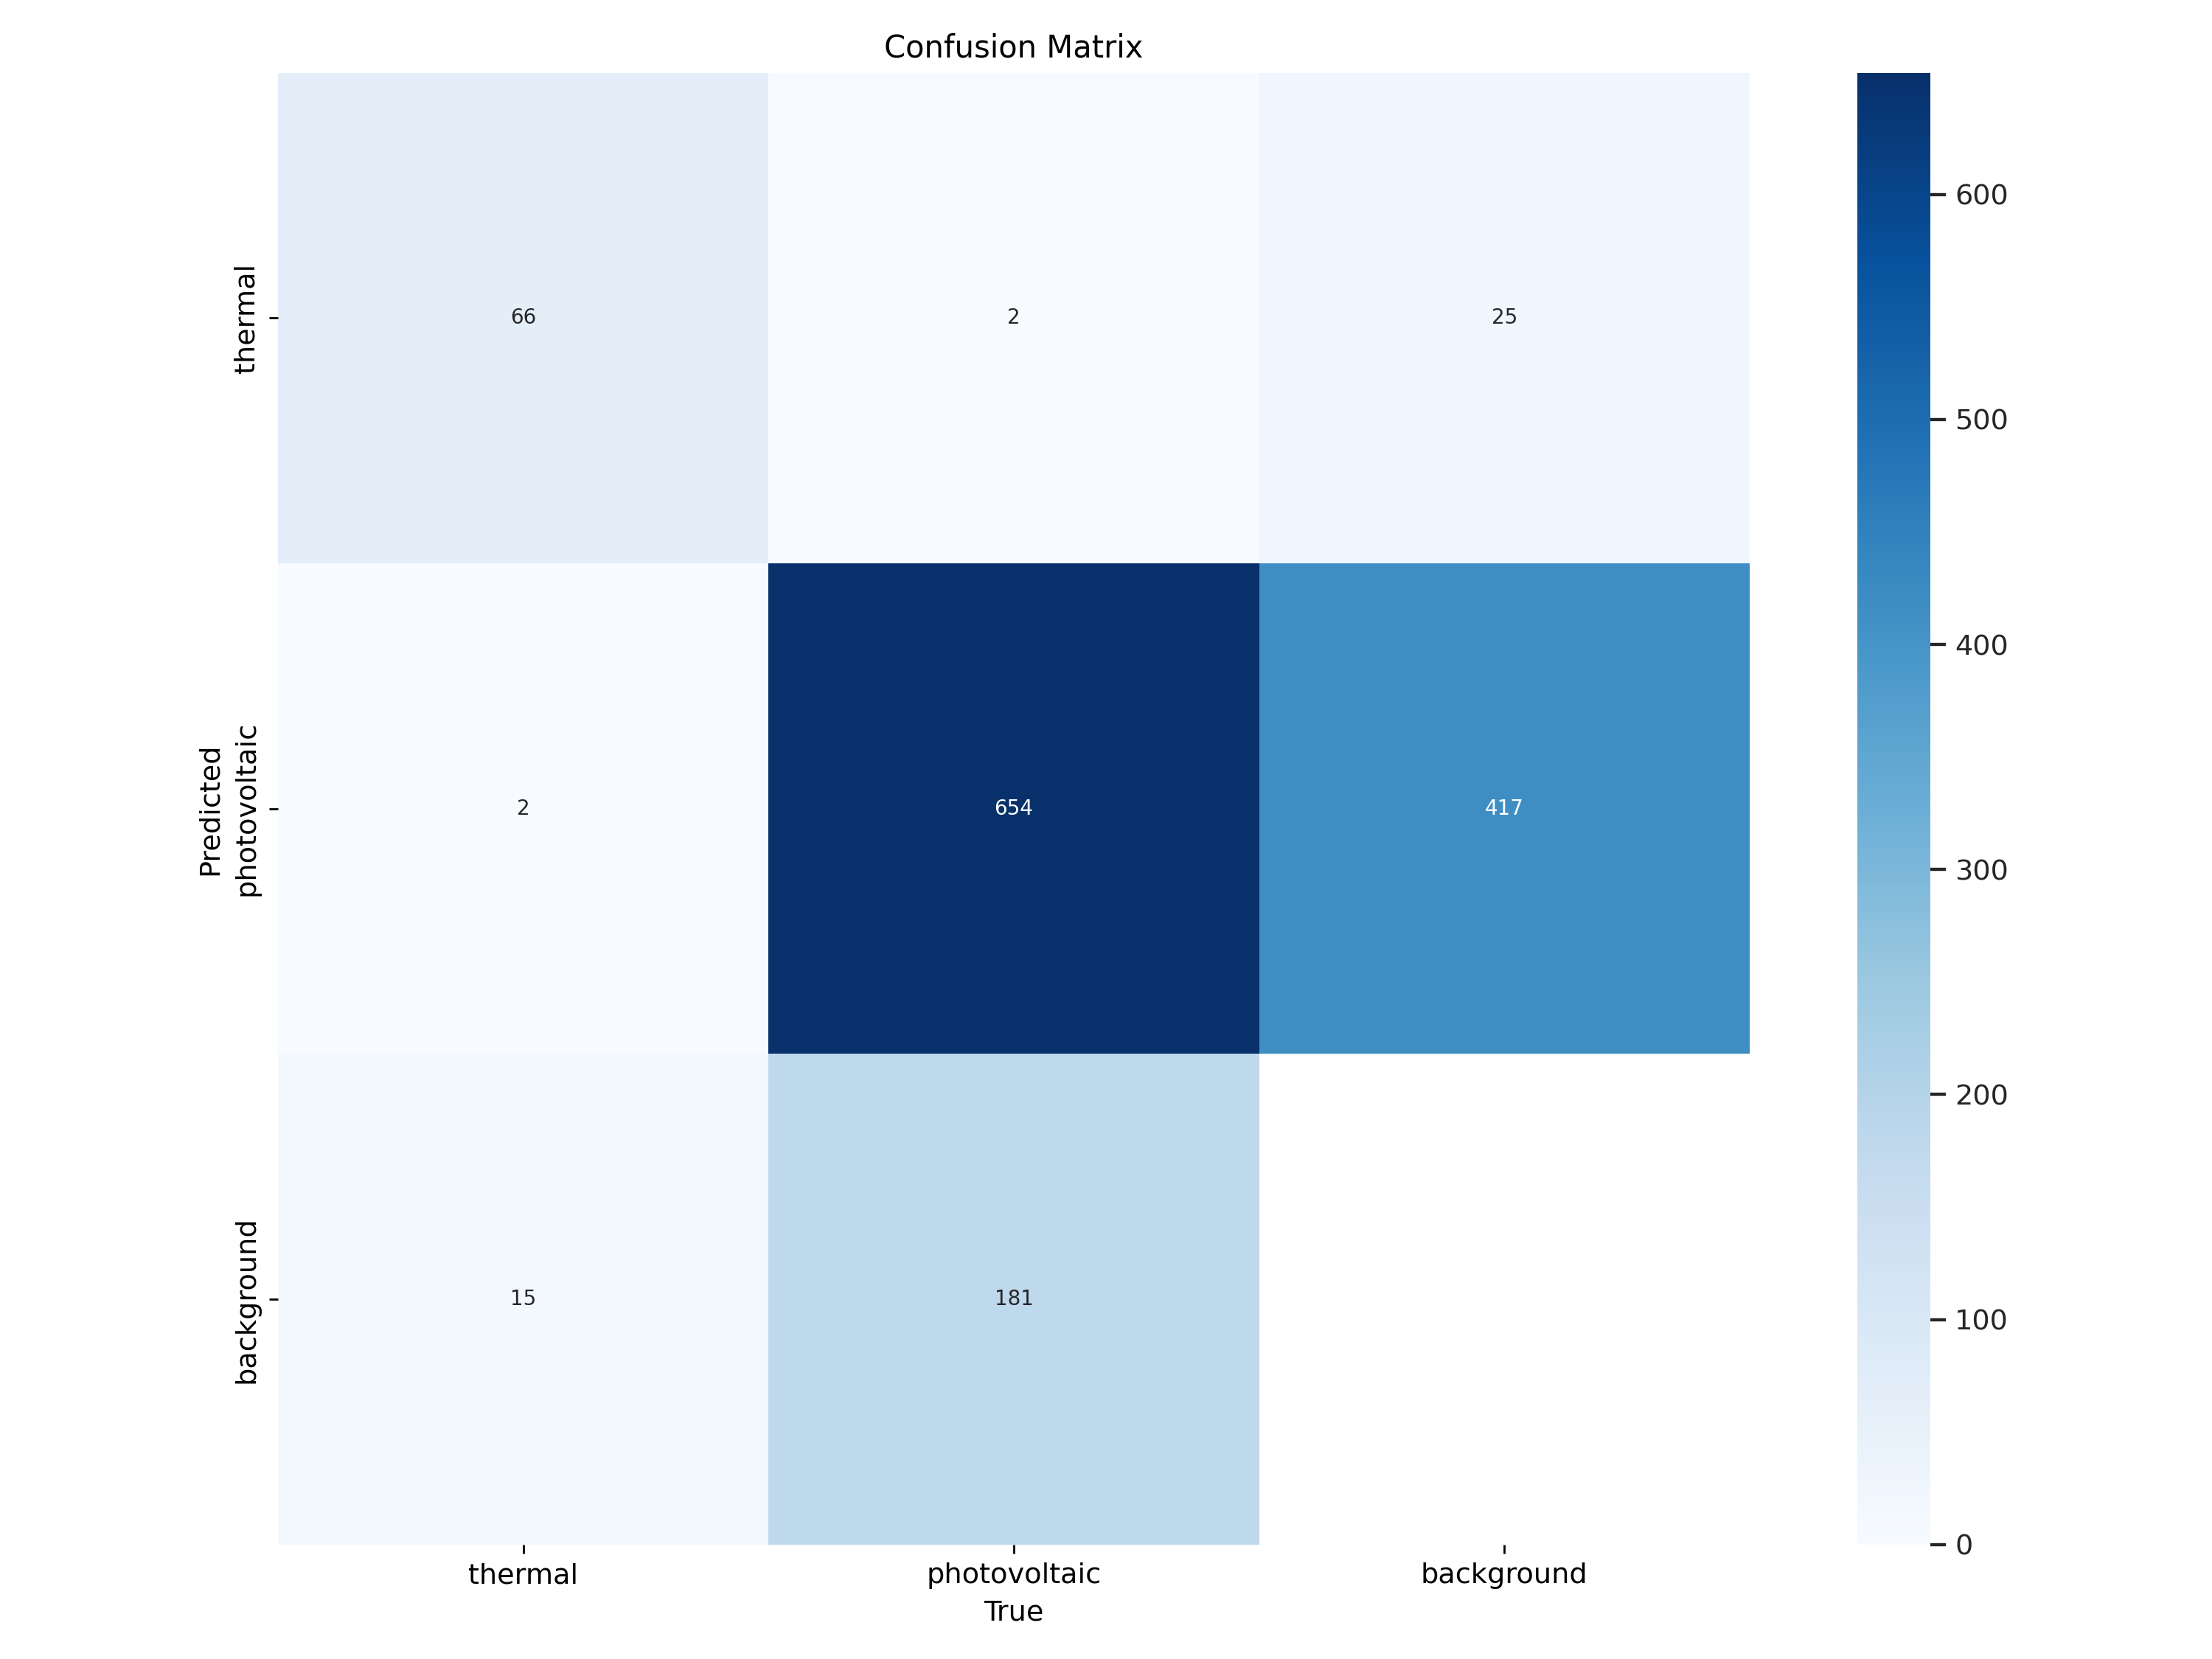 Confusion Matrix
thermal
66
2
25
600
500
400
300
200
100
0
Predicted
photovoltaic
2
654
417
background
15
181
thermal
photovoltaic
background
True